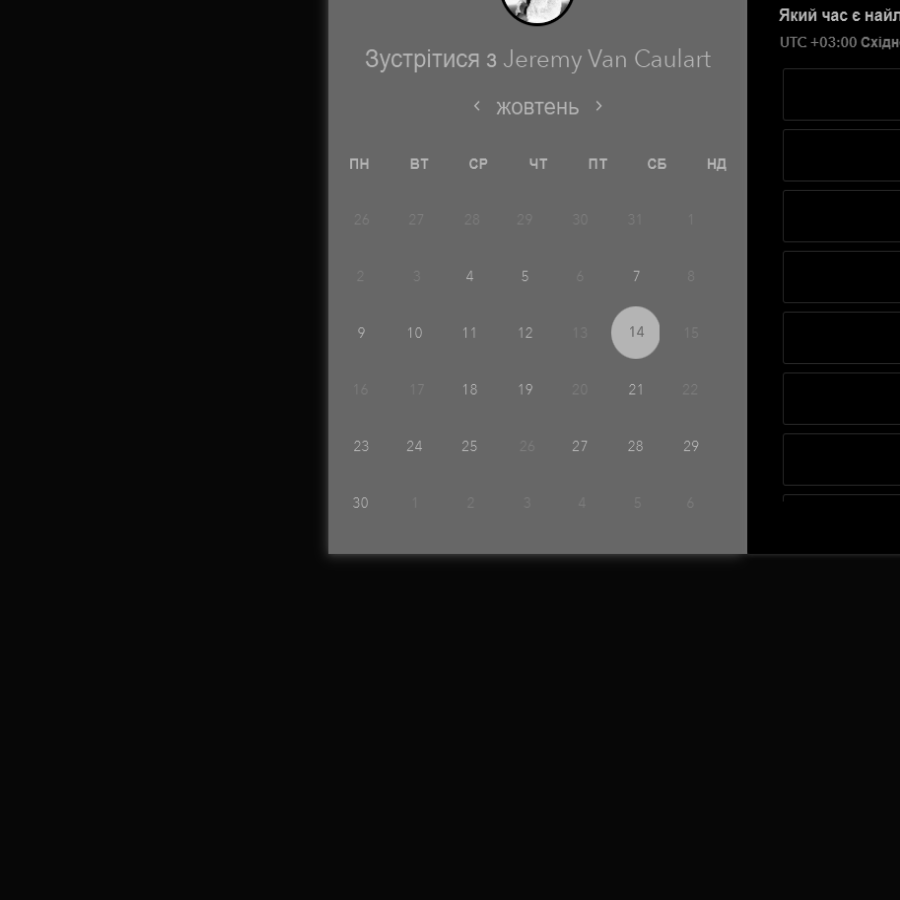 Який час є найл
UTC +03:00 Східн
Зустрітися з Jeremy Van Caulart
жовтень
ПН ВТ СР ЧТ ПТ СБ НД
26 27 28 29 30 31 1
2 3 4 5 6 7 8
9 10 11 12 13 14 15
16 17 18 19 20 21 22
23 24 25 26 27 28 29
30 1 2 3 4 5 6